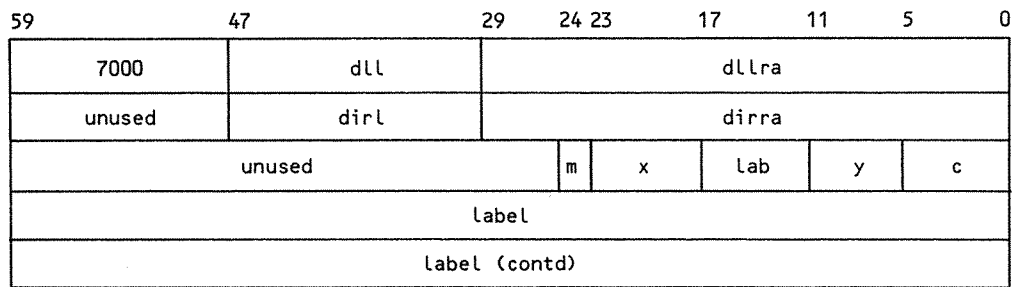 59 47 29 24 23 17 11 5 0
7000 dll dllra
unused dirl dirra
unused m x lab y c
label
label (contd)